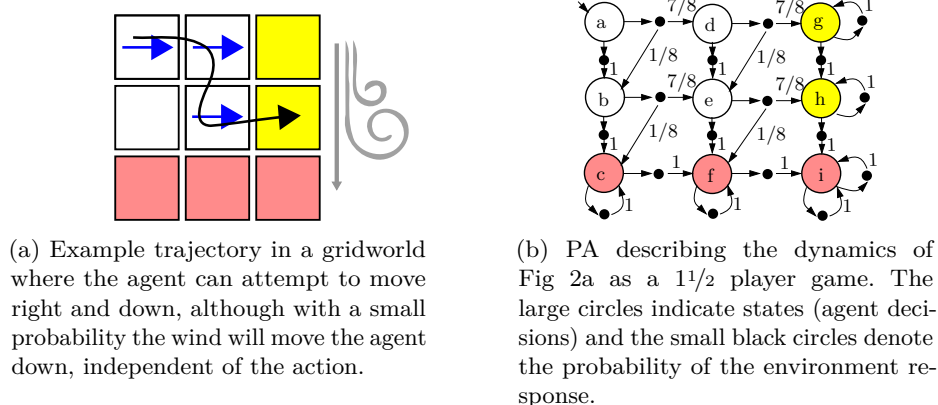 a 7/8 d 7/8 g 1
1 1/8 1 1/8 1
b 7/8 e 7/8 h 1
1 1/8 1 1/8 1
c 1 f 1 i 1
1 1 1
(a) Example trajectory in a gridworld
where the agent can attempt to move
right and down, although with a small
probability the wind will move the agent
down, independent of the action.
(b) PA describing the dynamics of
Fig 2a as a 1 1/2 player game. The
large circles indicate states (agent deci-
sions) and the small black circles denote
the probability of the environment re-
sponse.